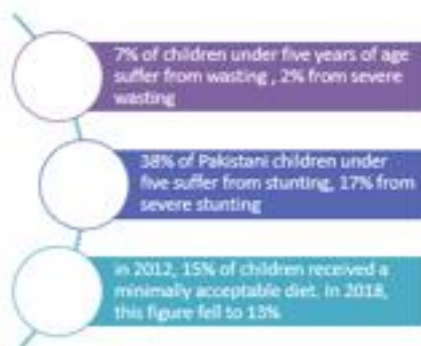 7% of children under five years of age
suffer from wasting , 2% from severe
wasting
38% of Pakistani children under
five suffer from stunting, 17% from
severe stunting
in 2012, 15% of children received a
minimally acceptable diet. In 2018,
this figure fell to 13%